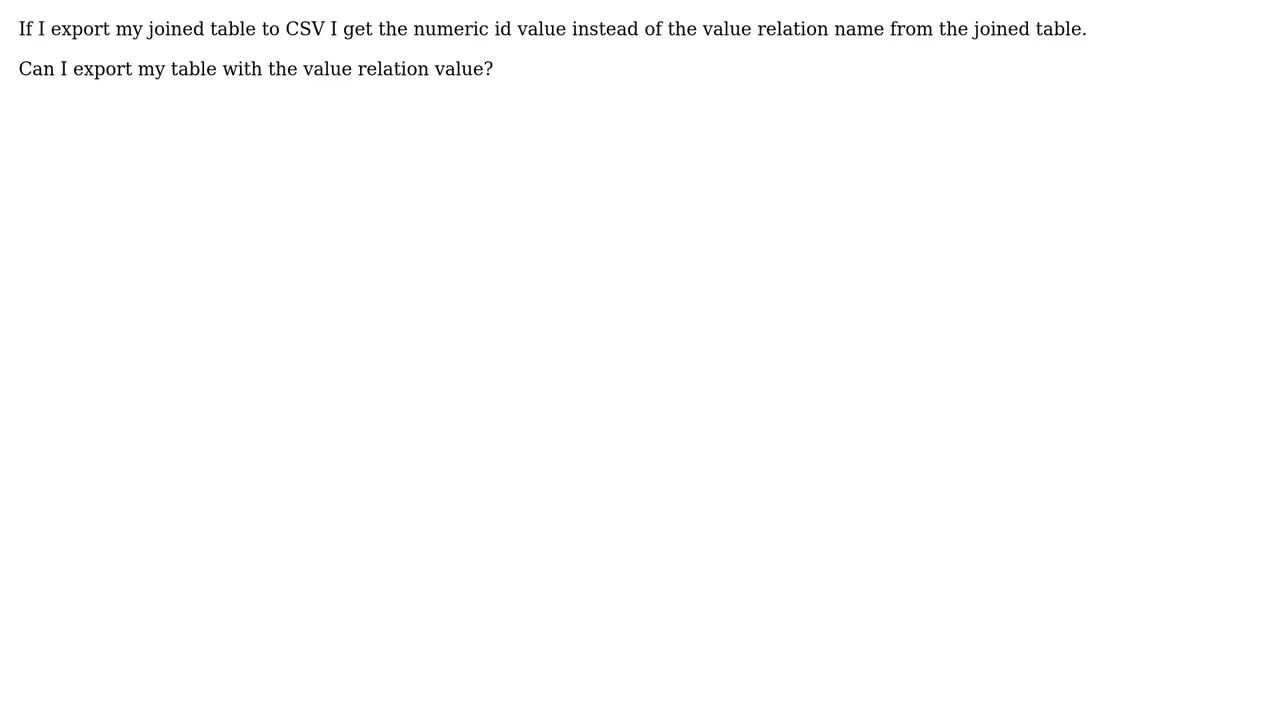 If I export my joined table to CSV I get the numeric id value instead of the value relation name from the joined table.
Can I export my table with the value relation value?